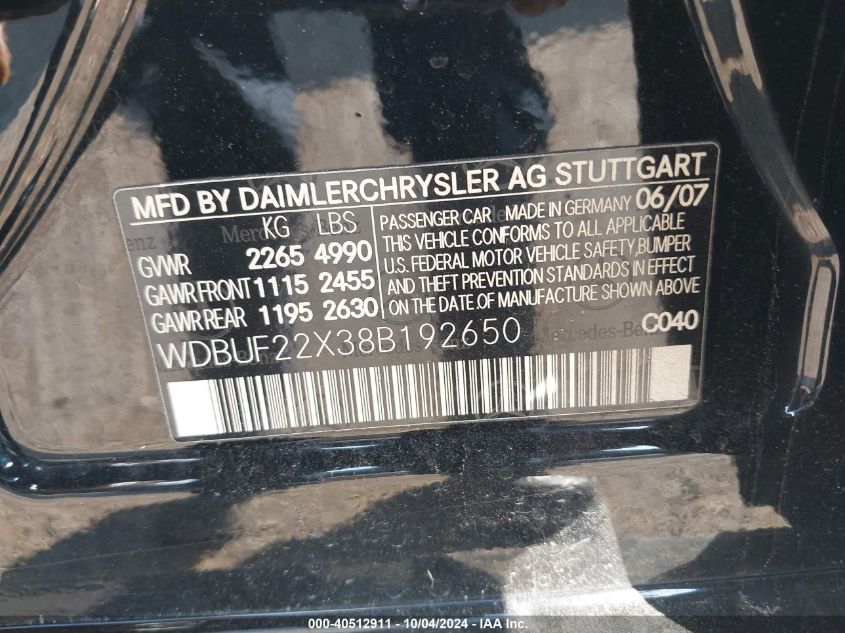 MFD BY DAIMLERCHRYSLER AG STUTTGART
KG LBS
GVWR 2265 4990
GAWR FRONT 1115 2455
GAWR REAR 1195 2630
PASSENGER CAR MADE IN GERMANY 06/07
THIS VEHICLE CONFORMS TO ALL APPLICABLE
U.S. FEDERAL MOTOR VEHICLE SAFETY, BUMPER
AND THEFT PREVENTION STANDARDS IN EFFECT
ON THE DATE OF MANUFACTURE SHOWN ABOVE
WDBUF22X38B192650 C040
000-40512911 - 10/04/2024 - IAA Inc.